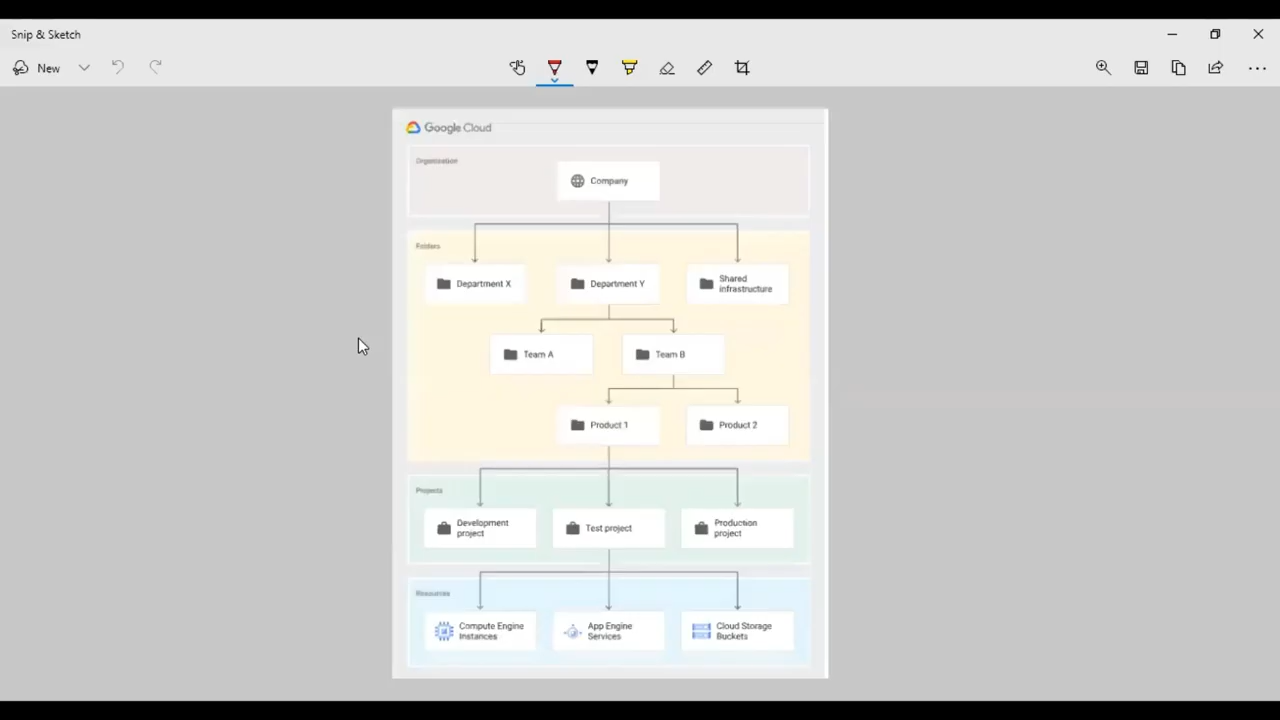 Snip & Sketch
New
Google Cloud
Organization
Company
Folders
Department X
Department Y
Shared
infrastructure
Team A
Team B
Product 1
Product 2
Projects
Development
project
Test project
Production
project
Resources
Compute Engine
Instances
App Engine
Services
Cloud Storage
Buckets